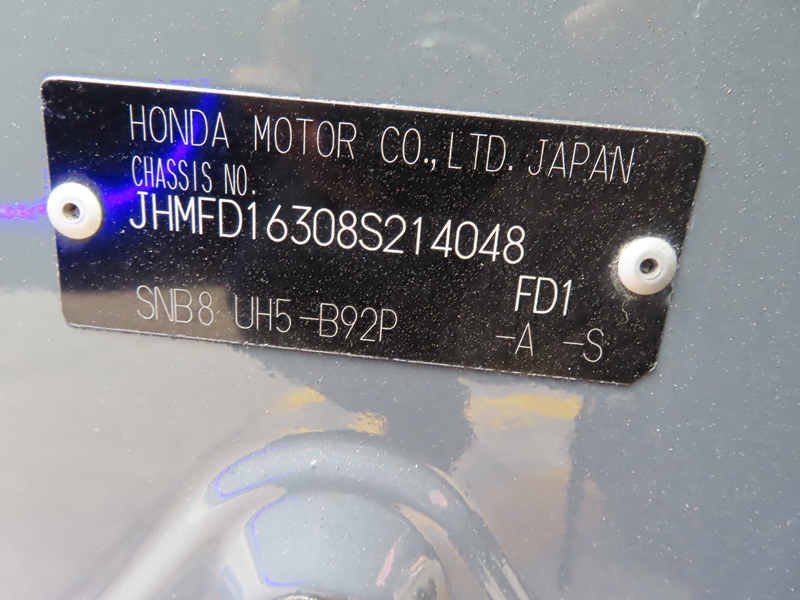 HONDA MOTOR CO.,LTD. JAPAN
CHASSIS NO.
JHMFD16308S214048
FD1
SNB8 UH5-B92P -A -S